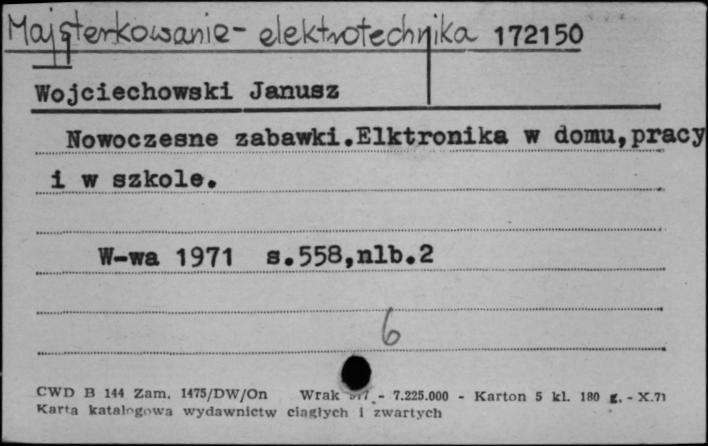 Majsterkowanie - elektrotechnika 172150
Wojciechowski Janusz
Nowoczesne zabawki.Elktronika w domu,pracy
i w szkole.
W-wa 1971 s.558,nlb.2
6
CWD B 144 Zam. 1475/DW/On Wrak - 7.225.000 - Karton 5 kl. 180 g. - X.71
Karta katalogowa wydawnictw ciągłych i zwartych